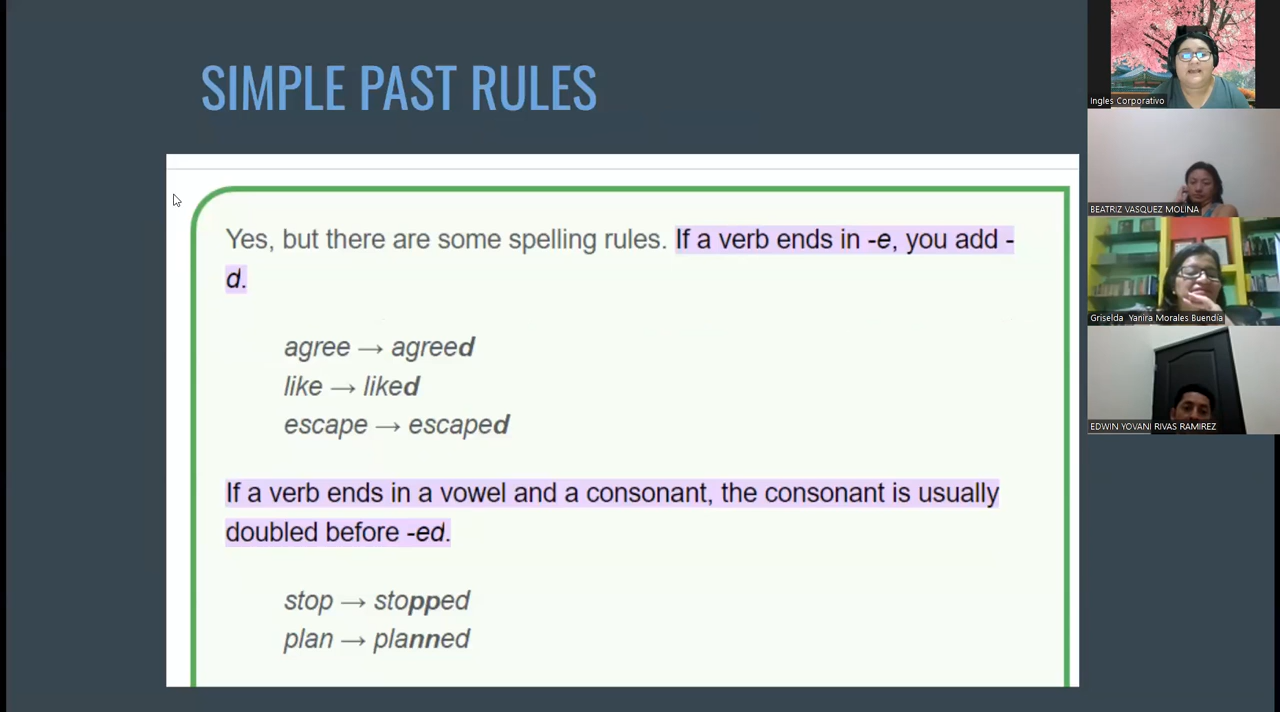 SIMPLE PAST RULES
Yes, but there are some spelling rules. If a verb ends in -e, you add -
d.
agree → agreed
like → liked
escape → escaped
If a verb ends in a vowel and a consonant, the consonant is usually
doubled before -ed.
stop → stopped
plan → planned
Ingles Corporativo
BEATRIZ VASQUEZ MOLINA
Griselda Yanira Morales Buendia
EDWIN YOVANI RIVAS RAMIREZ